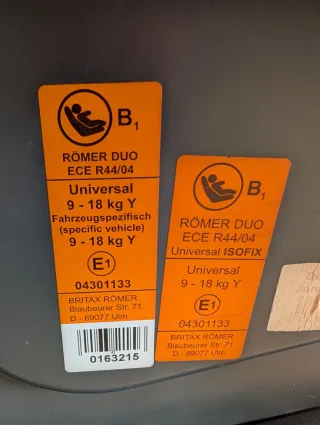 B1
RÖMER DUO
ECE R44/04
Universal
9 - 18 kg Y
Fahrzeugspezifisch
(specific vehicle)
9 - 18 kg Y
E1
04301133
BRITAX RÖMER
Blaubeurer Str. 71
D - 89077 Ulm
0163215
B1
RÖMER DUO
ECE R44/04
Universal ISOFIX
Universal
9 - 18 kg Y
E1
04301133
BRITAX RÖMER
Blaubeurer Str. 71
D - 89077 Ulm